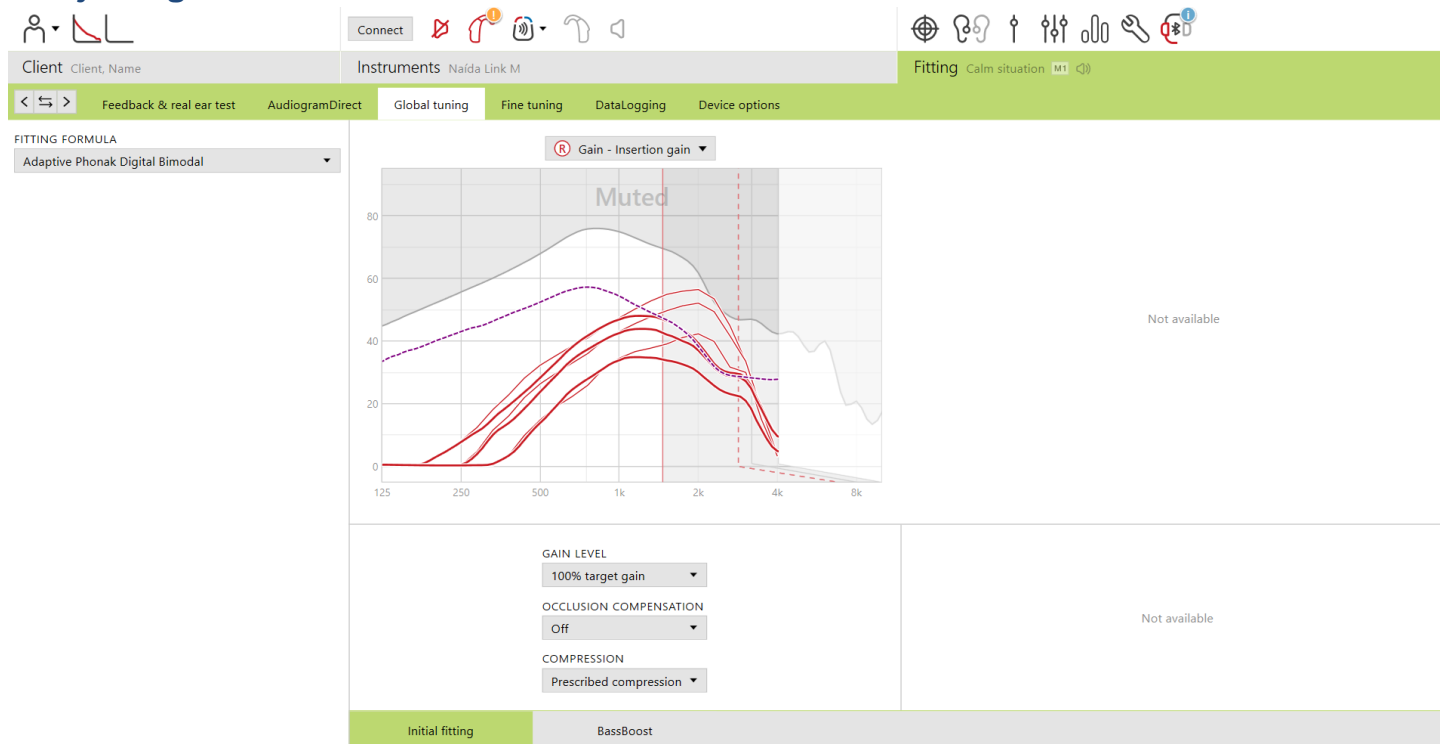 Connect
Client Client, Name
Instruments Naída Link M
Fitting Calm situation M1
Feedback & real ear test
AudiogramDirect
Global tuning
Fine tuning
DataLogging
Device options
FITTING FORMULA
Adaptive Phonak Digital Bimodal
R Gain - Insertion gain
Muted
80
60
40
20
0
125 250 500 1k 2k 4k 8k
Not available
GAIN LEVEL
100% target gain
OCCLUSION COMPENSATION
Off
COMPRESSION
Prescribed compression
Not available
Initial fitting
BassBoost